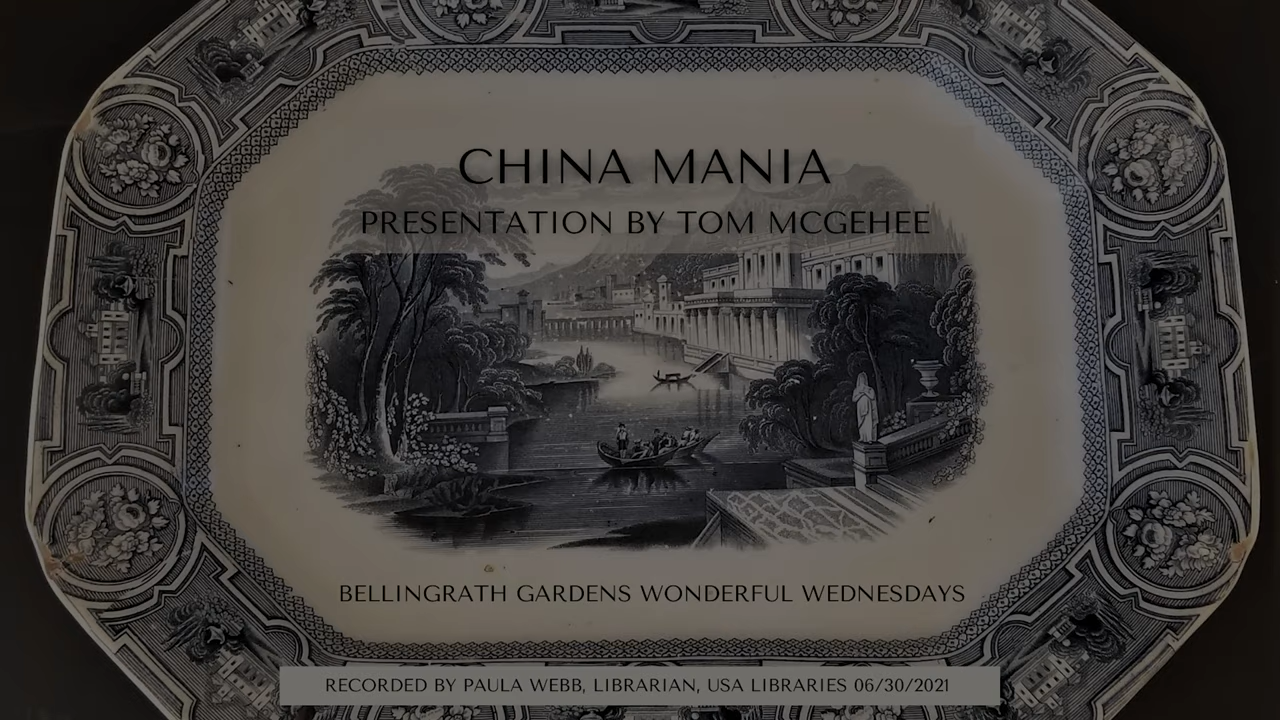 CHINA MANIA
PRESENTATION BY TOM MCGEHEE
BELLINGRATH GARDENS WONDERFUL WEDNESDAYS
RECORDED BY PAULA WEBB, LIBRARIAN, USA LIBRARIES 06/30/2021